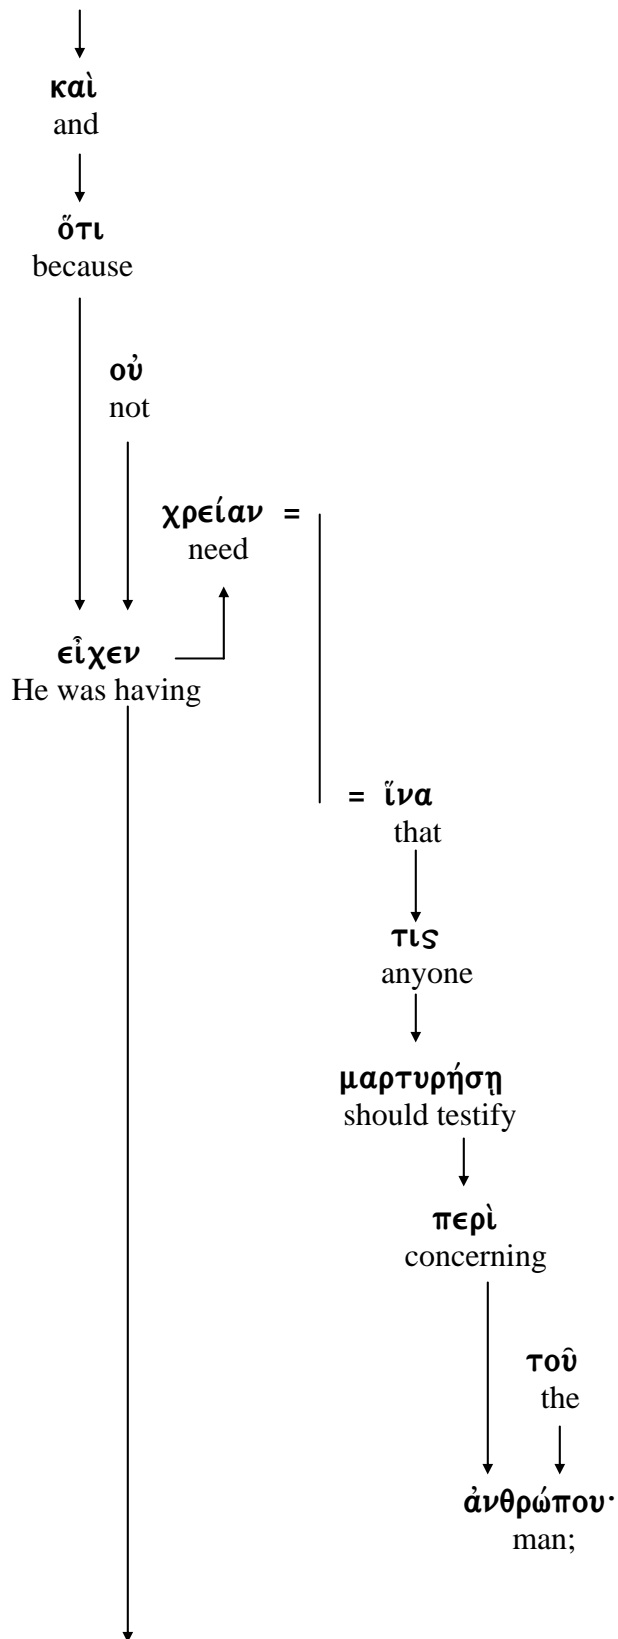 καὶ
and
ὅτι
because
οὐ
not
χρείαν =
need
εἶχεν
He was having
= ἵνα
that
τις
anyone
μαρτυρήσῃ
should testify
περὶ
concerning
τοῦ
the
ἀνθρώπου·
man;